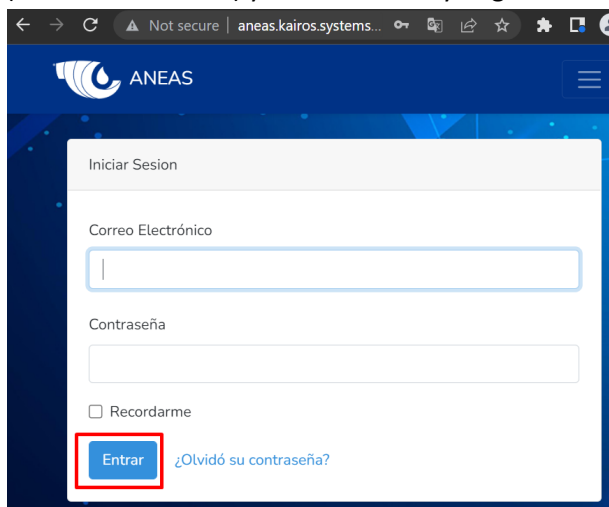 Not secure | aneas.kairos.systems...
ANEAS
Iniciar Sesion
Correo Electrónico
Contraseña
Recordarme
Entrar
¿Olvidó su contraseña?